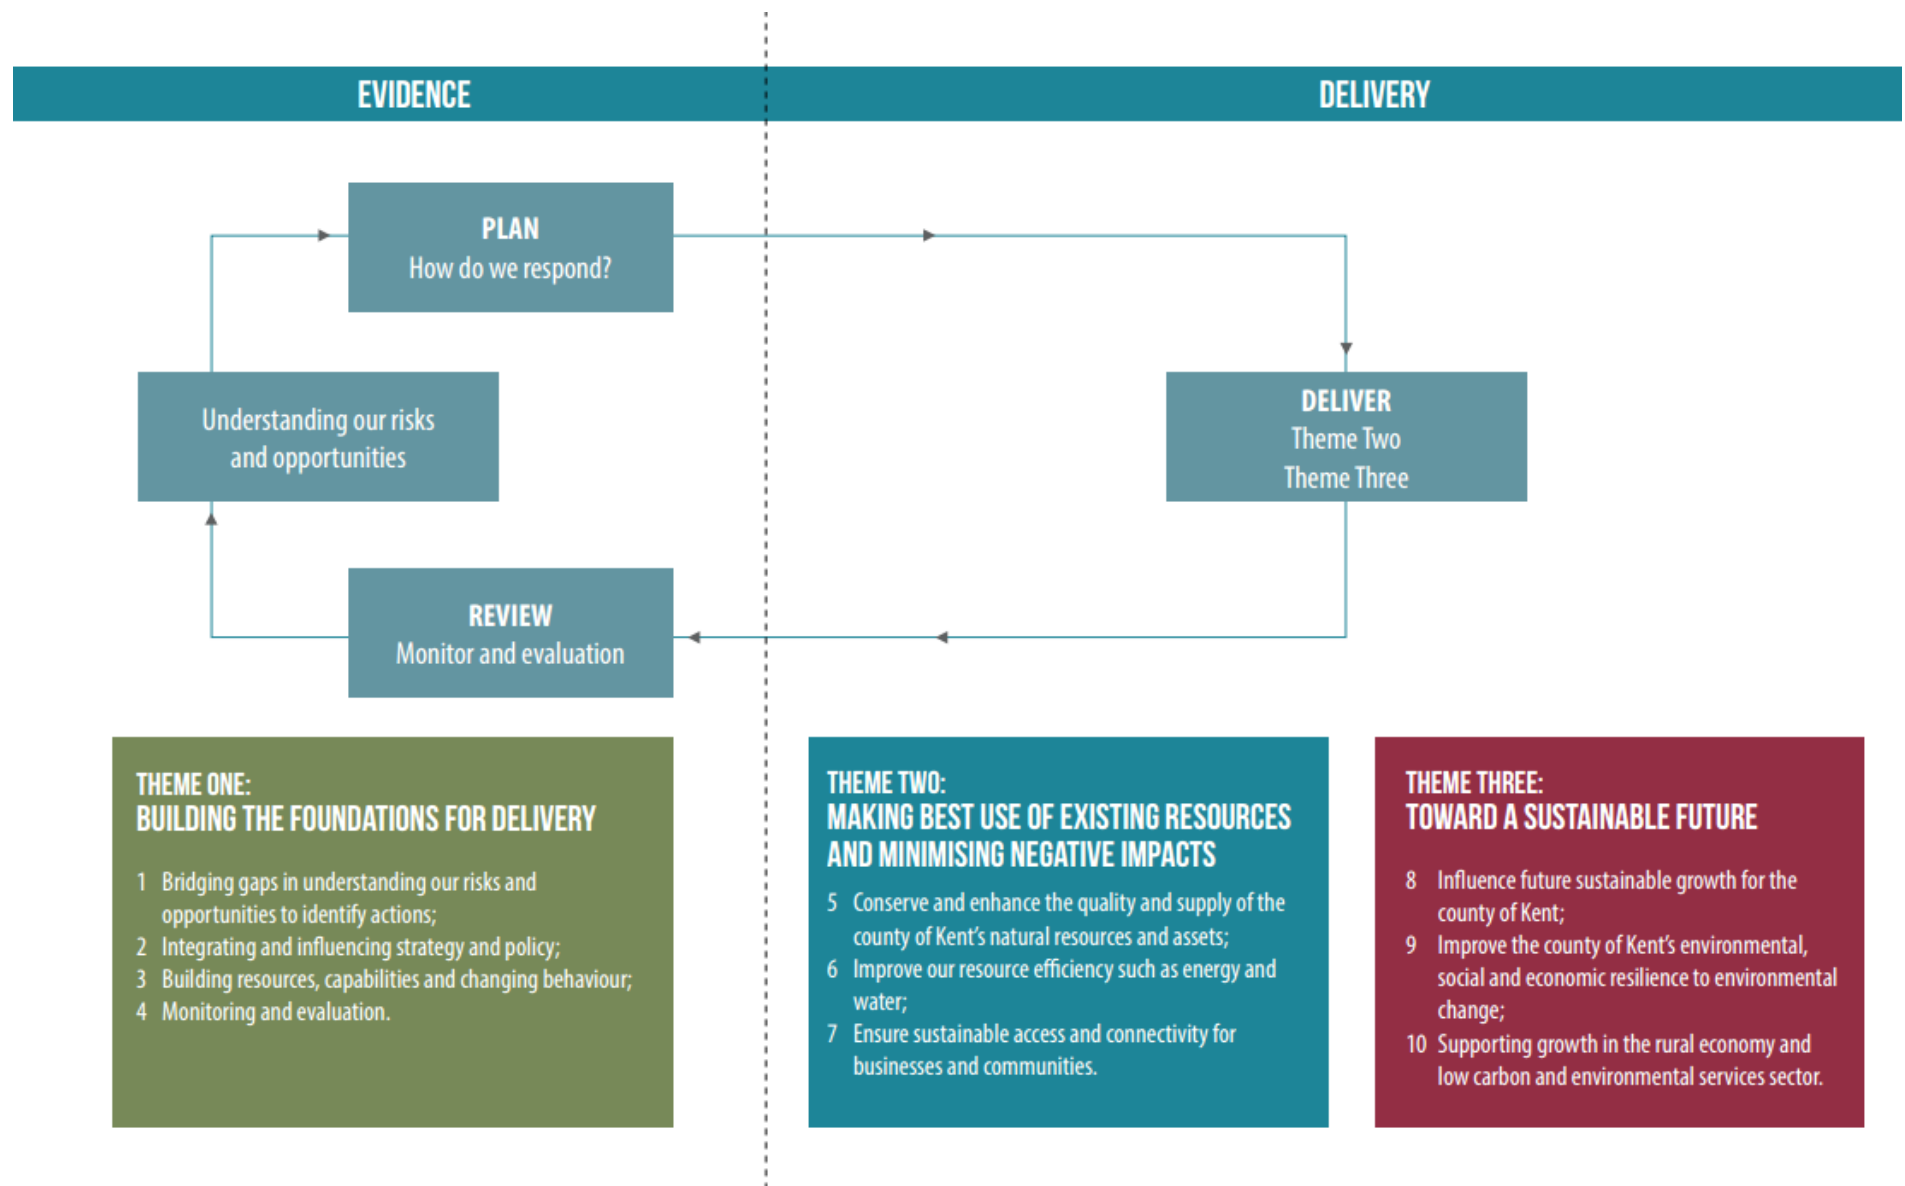 EVIDENCE
DELIVERY
PLAN
How do we respond?
Understanding our risks
and opportunities
DELIVER
Theme Two
Theme Three
REVIEW
Monitor and evaluation
THEME ONE:
BUILDING THE FOUNDATIONS FOR DELIVERY
1 Bridging gaps in understanding our risks and
opportunities to identify actions;
2 Integrating and influencing strategy and policy;
3 Building resources, capabilities and changing behaviour;
4 Monitoring and evaluation.
THEME TWO:
MAKING BEST USE OF EXISTING RESOURCES
AND MINIMISING NEGATIVE IMPACTS
5 Conserve and enhance the quality and supply of the
county of Kent's natural resources and assets;
6 Improve our resource efficiency such as energy and
water;
7 Ensure sustainable access and connectivity for
businesses and communities.
THEME THREE:
TOWARD A SUSTAINABLE FUTURE
8 Influence future sustainable growth for the
county of Kent;
9 Improve the county of Kent's environmental,
social and economic resilience to environmental
change;
10 Supporting growth in the rural economy and
low carbon and environmental services sector.